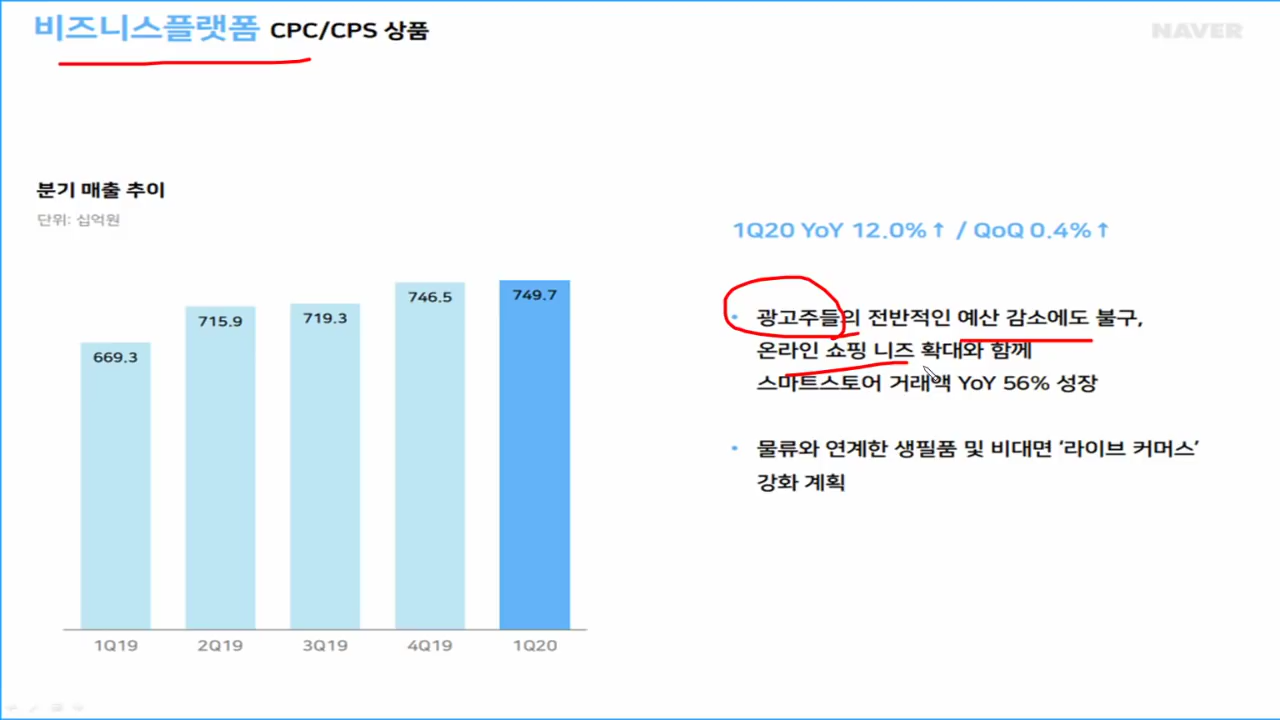 비즈니스플랫폼 CPC/CPS 상품
NAVER
분기 매출 추이
단위: 십억원
669.3
715.9
719.3
746.5
749.7
1Q19
2Q19
3Q19
4Q19
1Q20
1Q20 YoY 12.0%↑ / QoQ 0.4%↑
• 광고주들의 전반적인 예산 감소에도 불구,
온라인 쇼핑 니즈 확대와 함께
스마트스토어 거래액 YoY 56% 성장
• 물류와 연계한 생필품 및 비대면 ‘라이브 커머스’
강화 계획